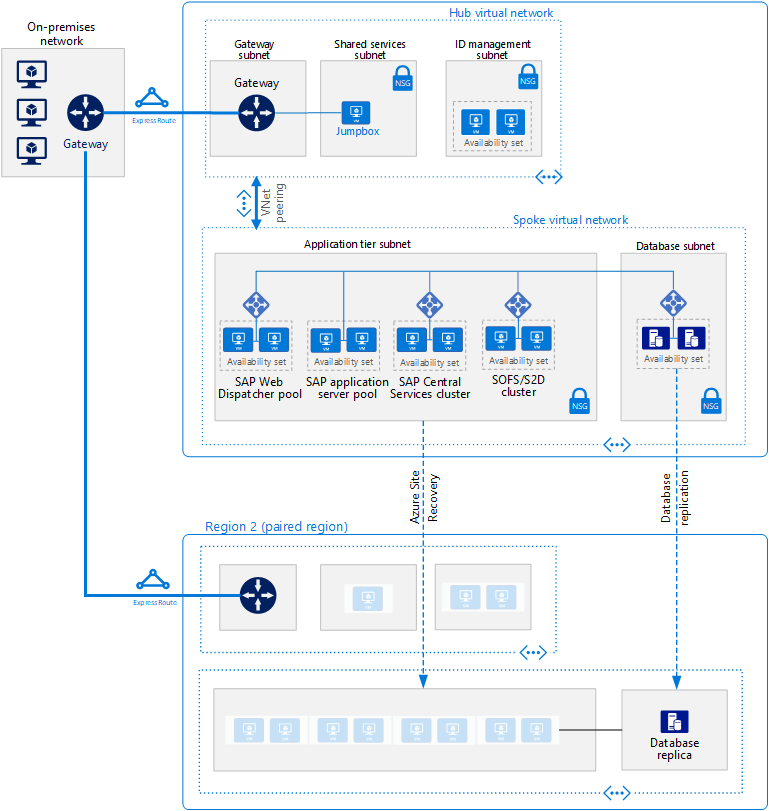 Hub virtual network
On-premises
network
Gateway
subnet
Shared services
subnet
ID management
subnet
Gateway
NSG
NSG
VM
Jumpbox
VM
VM
Availability set
Gateway
ExpressRoute
VNet
peering
Spoke virtual network
Application tier subnet
Database subnet
VM
VM
VM
VM
VM
VM
VM
VM
Availability set
Availability set
Availability set
Availability set
Availability set
SAP Web
Dispatcher pool
SAP application
server pool
SAP Central
Services cluster
SOFS/S2D
cluster
NSG
NSG
Azure Site
Recovery
Database
replication
Region 2 (paired region)
ExpressRoute
VM
VM
VM
VM
VM
VM
VM
VM
VM
VM
VM
Database
replica